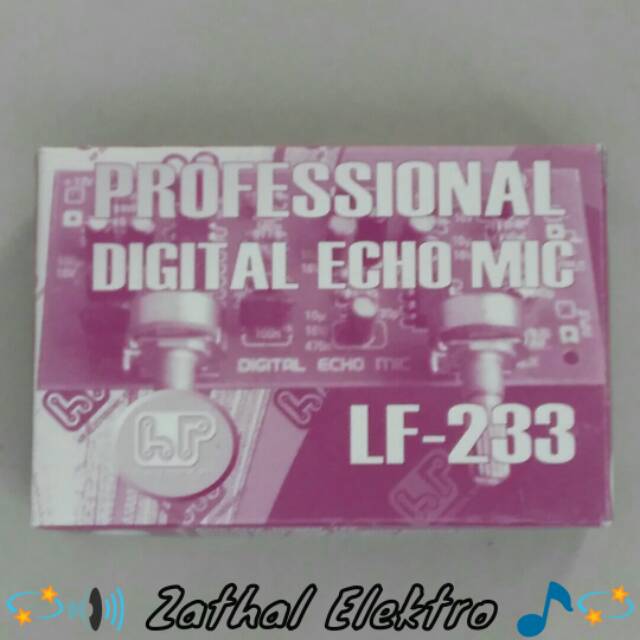 PROFESSIONAL
DIGITAL ECHO MIC
DIGITAL ECHO MIC
LF-233
Zathal Elektro